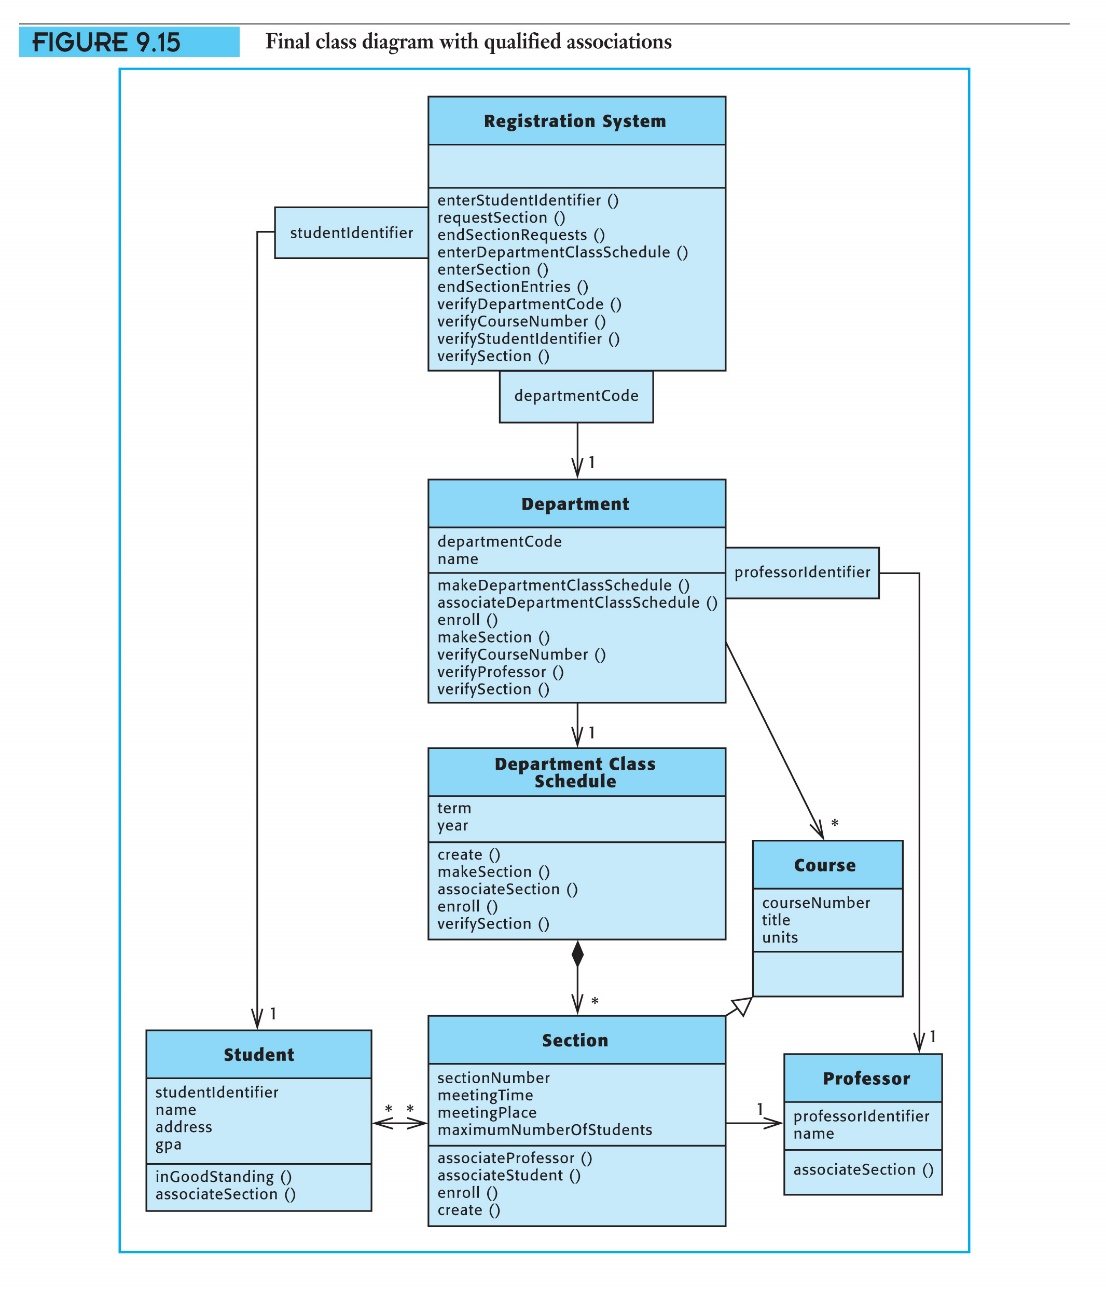 FIGURE 9.15
Final class diagram with qualified associations
Registration System
enterStudentIdentifier ()
requestSection ()
endSectionRequests ()
enterDepartmentClassSchedule ()
enterSection ()
endSectionEntries ()
verifyDepartmentCode ()
verifyCourseNumber ()
verifyStudentIdentifier ()
verifySection ()
studentIdentifier
departmentCode
1
Department
departmentCode
name
makeDepartmentClassSchedule ()
associateDepartmentClassSchedule ()
enroll ()
makeSection ()
verifyCourseNumber ()
verifyProfessor ()
verifySection ()
professorIdentifier
1
Department Class
Schedule
term
year
create ()
makeSection ()
associateSection ()
enroll ()
verifySection ()
*
Course
courseNumber
title
units
*
1
Student
studentIdentifier
name
address
gpa
inGoodStanding ()
associateSection ()
* *
Section
sectionNumber
meetingTime
meetingPlace
maximumNumberOfStudents
associateProfessor ()
associateStudent ()
enroll ()
create ()
1
1
Professor
professorIdentifier
name
associateSection ()